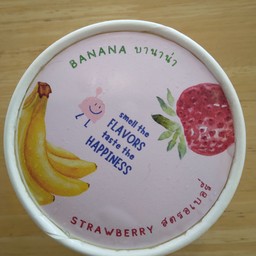 BANANA บานาน่า
smell the
FLAVORS
taste the
HAPPINESS
STRAWBERRY สตรอเบอรี่